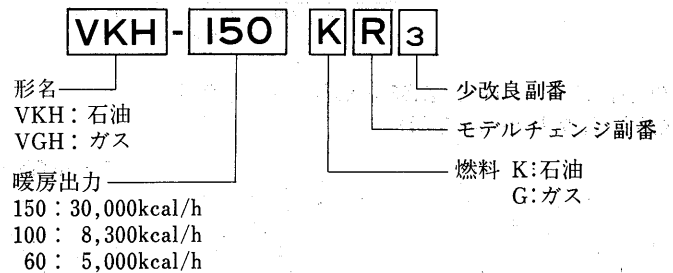 VKH-150 K R 3
形名
VKH：石油
VGH：ガス
暖房出力
150：30,000kcal/h
100： 8,300kcal/h
60： 5,000kcal/h
少改良副番
モデルチェンジ副番
燃料 K：石油
G：ガス